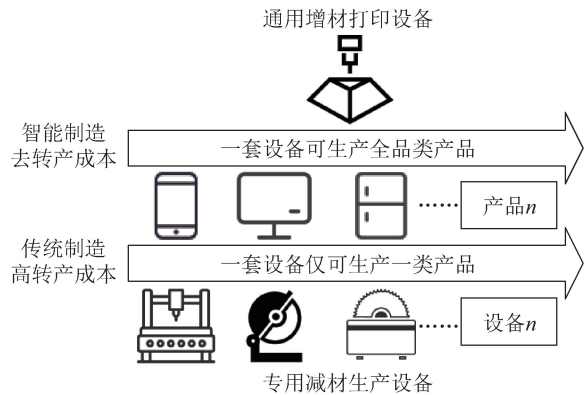 通用增材打印设备
智能制造
去转产成本
一套设备可生产全品类产品
…… 产品n
传统制造
高转产成本
一套设备仅可生产一类产品
…… 设备n
专用减材生产设备